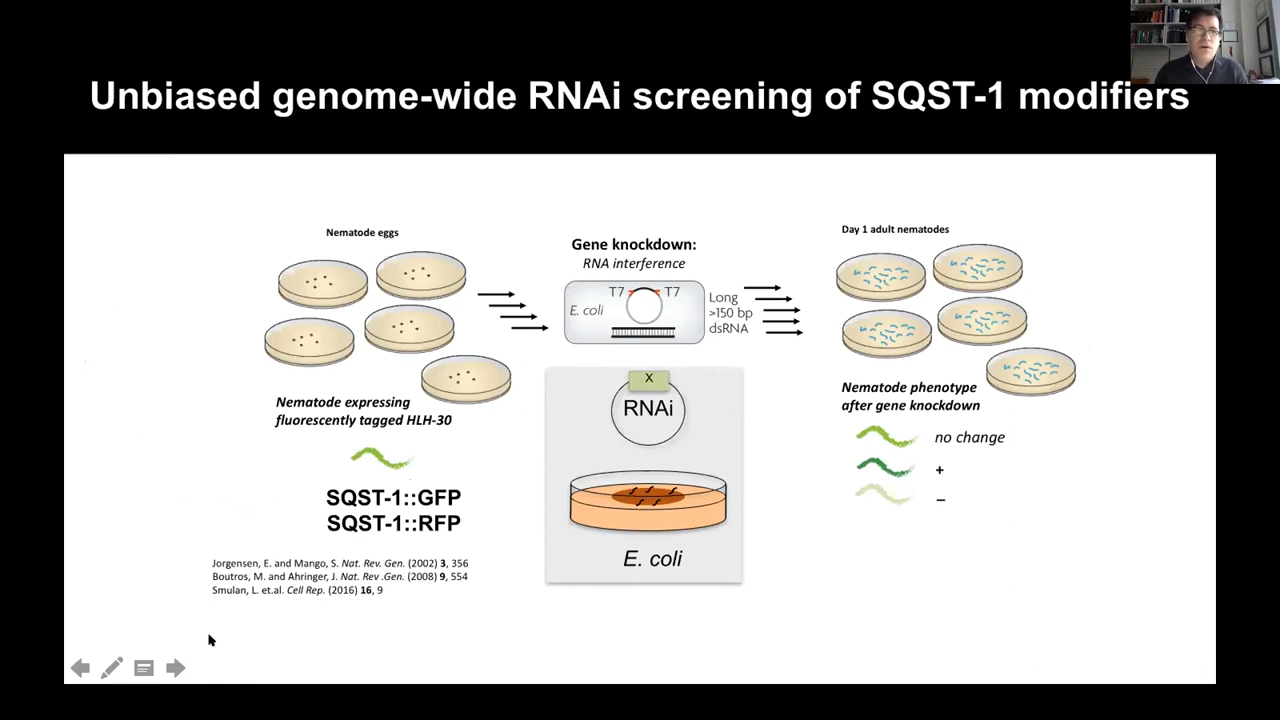 Unbiased genome-wide RNAi screening of SQST-1 modifiers
Nematode eggs
Nematode expressing
fluorescently tagged HLH-30
SQST-1::GFP
SQST-1::RFP
Jorgensen, E. and Mango, S. Nat. Rev. Gen. (2002) 3, 356
Boutros, M. and Ahringer, J. Nat. Rev .Gen. (2008) 9, 554
Smulan, L. et.al. Cell Rep. (2016) 16, 9
Gene knockdown:
RNA interference
T7 T7
E. coli
Long
>150 bp
dsRNA
X
RNAi
E. coli
Day 1 adult nematodes
Nematode phenotype
after gene knockdown
no change
+
–